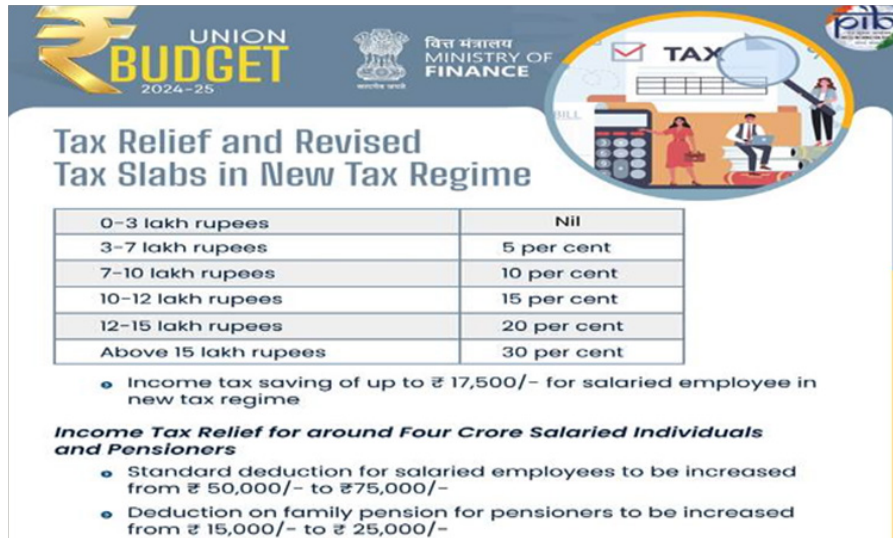 UNION
BUDGET
2024-25
वित्त मंत्रालय
MINISTRY OF
FINANCE
सत्यमेव जयते
TAX
BILL
pib
Tax Relief and Revised
Tax Slabs in New Tax Regime
0-3 lakh rupees Nil
3-7 lakh rupees 5 per cent
7-10 lakh rupees 10 per cent
10-12 lakh rupees 15 per cent
12-15 lakh rupees 20 per cent
Above 15 lakh rupees 30 per cent
Income tax saving of up to ₹ 17,500/- for salaried employee in
new tax regime
Income Tax Relief for around Four Crore Salaried Individuals
and Pensioners
Standard deduction for salaried employees to be increased
from ₹ 50,000/- to ₹75,000/-
Deduction on family pension for pensioners to be increased
from ₹ 15,000/- to ₹ 25,000/-